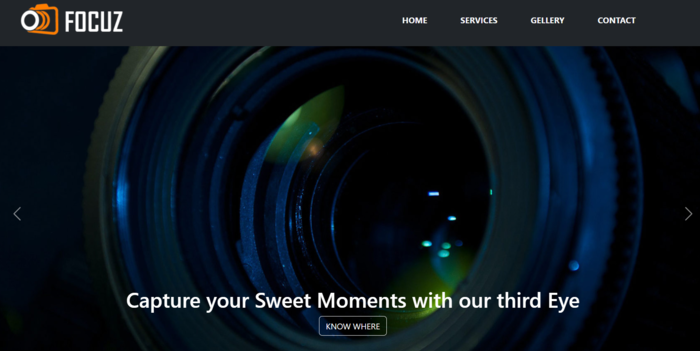 FOCUZ
HOME SERVICES GELLERY CONTACT
Capture your Sweet Moments with our third Eye
KNOW WHERE